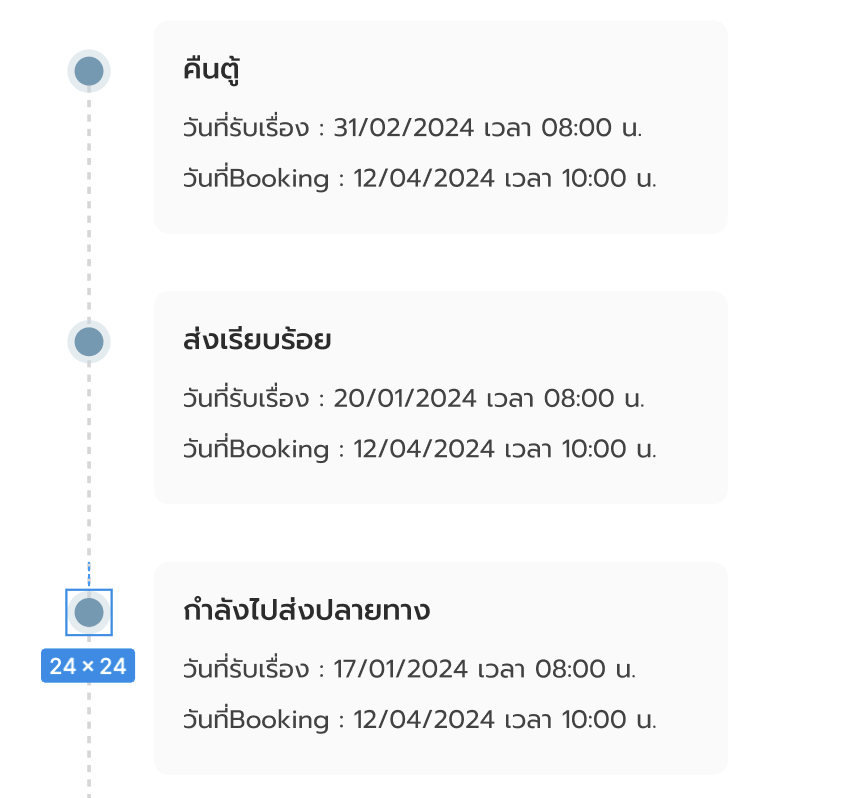 คืนตู้
วันที่รับเรื่อง : 31/02/2024 เวลา 08:00 น.
วันที่Booking : 12/04/2024 เวลา 10:00 น.
ส่งเรียบร้อย
วันที่รับเรื่อง : 20/01/2024 เวลา 08:00 น.
วันที่Booking : 12/04/2024 เวลา 10:00 น.
กำลังไปส่งปลายทาง
24 × 24
วันที่รับเรื่อง : 17/01/2024 เวลา 08:00 น.
วันที่Booking : 12/04/2024 เวลา 10:00 น.